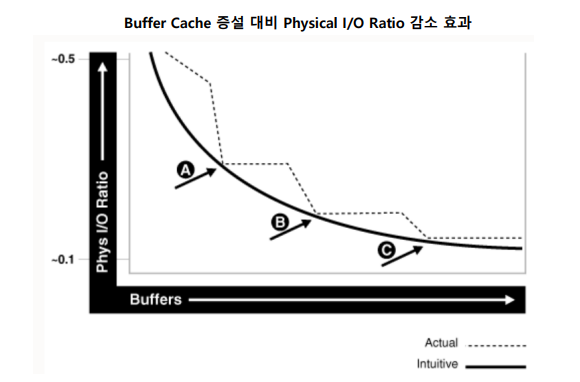 Buffer Cache 증설 대비 Physical I/O Ratio 감소 효과
~0.5
A
B
C
Phys I/O Ratio
~0.1
Buffers
Actual
Intuitive